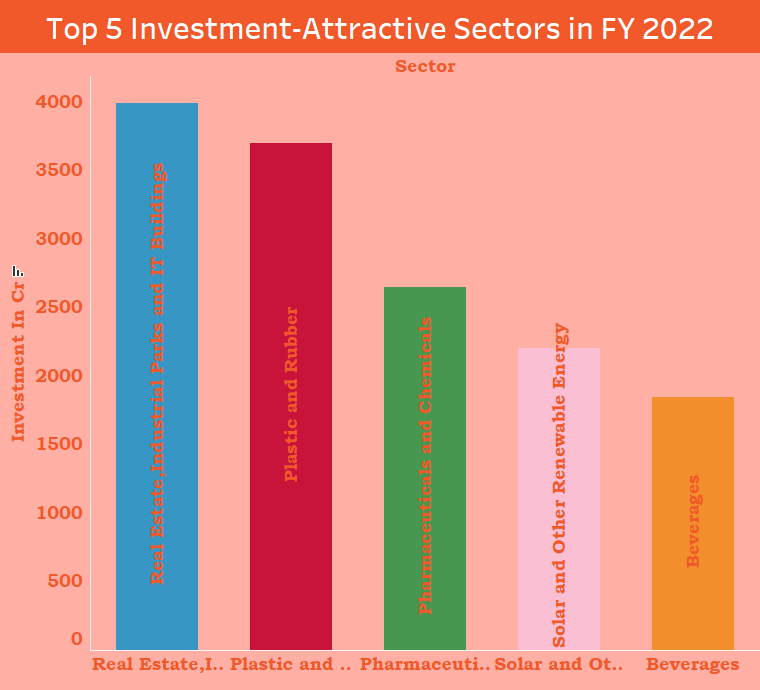 Top 5 Investment-Attractive Sectors in FY 2022
Sector
Investment In Cr
4000
3500
3000
2500
2000
1500
1000
500
0
Real Estate,Industrial Parks and IT Buildings
Plastic and Rubber
Pharmaceuticals and Chemicals
Solar and Other Renewable Energy
Beverages
Real Estate,I.. Plastic and .. Pharmaceuti.. Solar and Ot.. Beverages